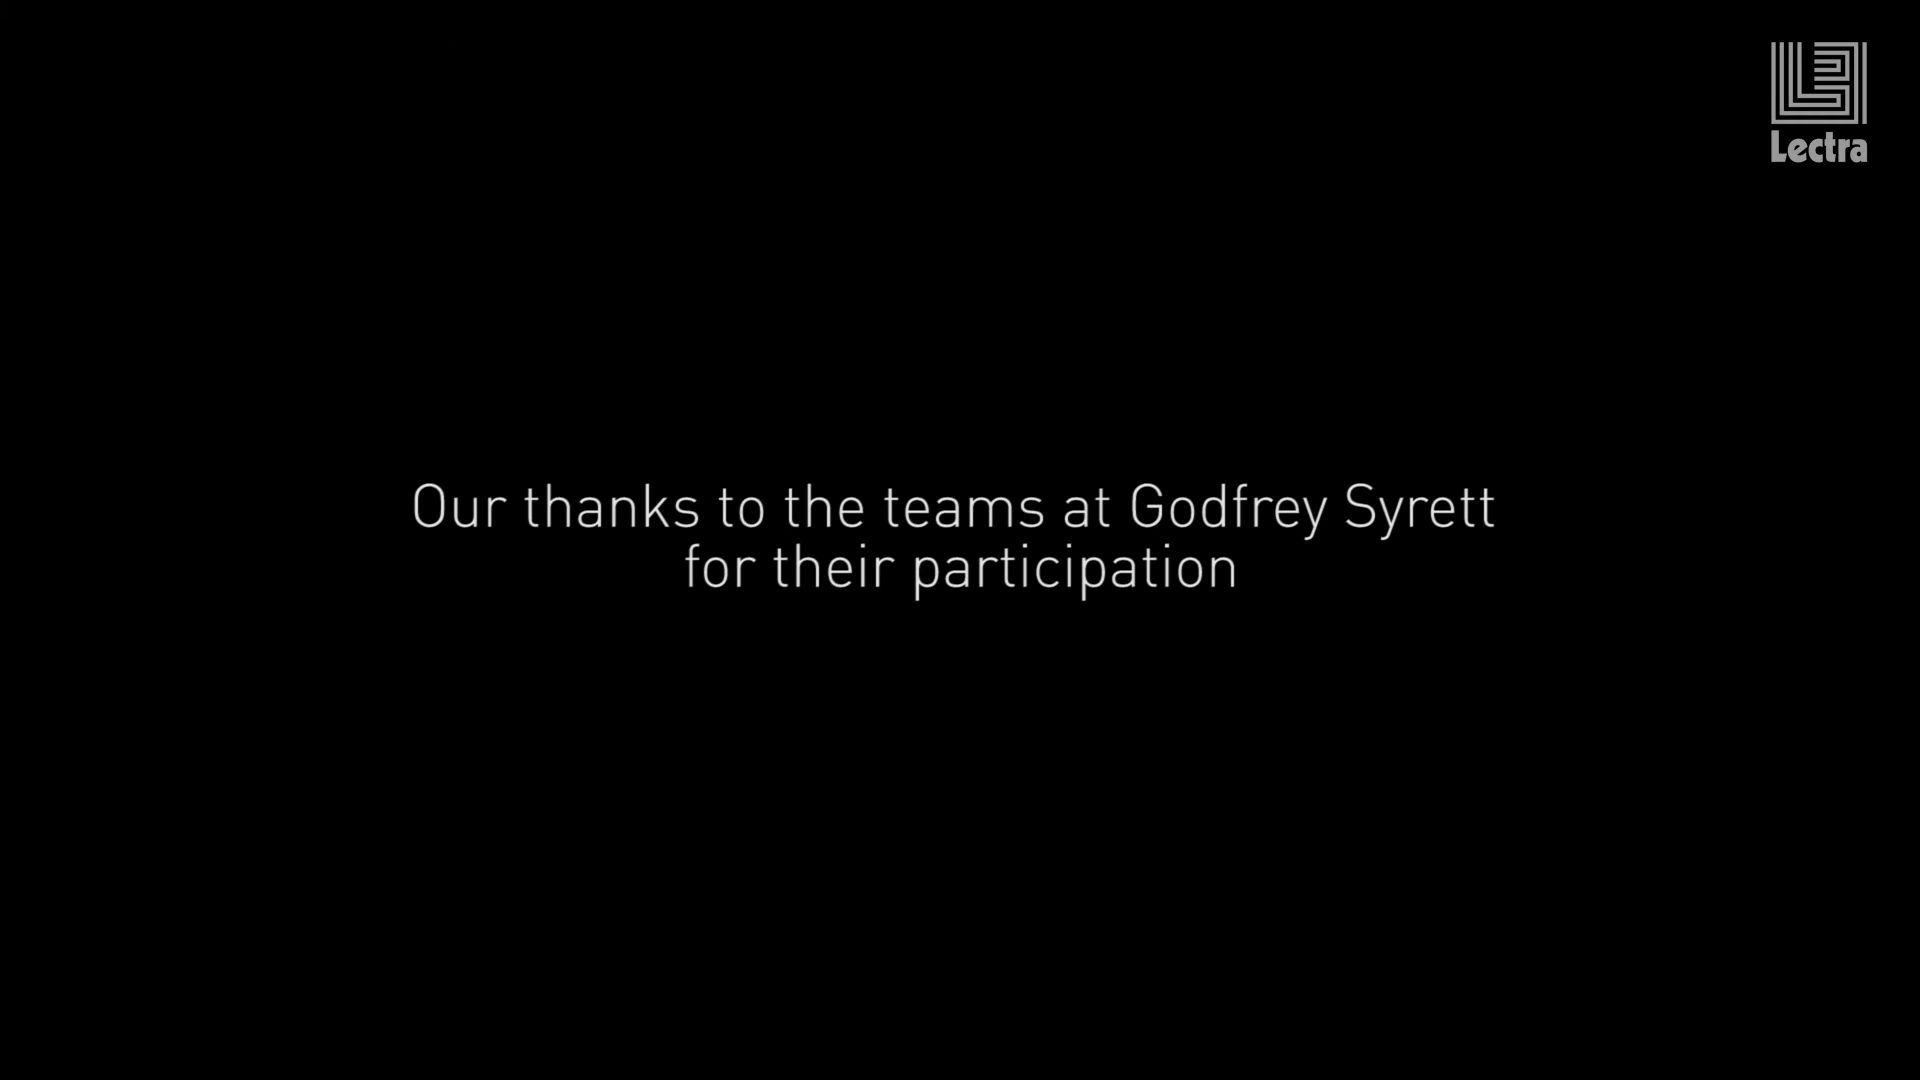 Lectra
Our thanks to the teams at Godfrey Syrett
for their participation